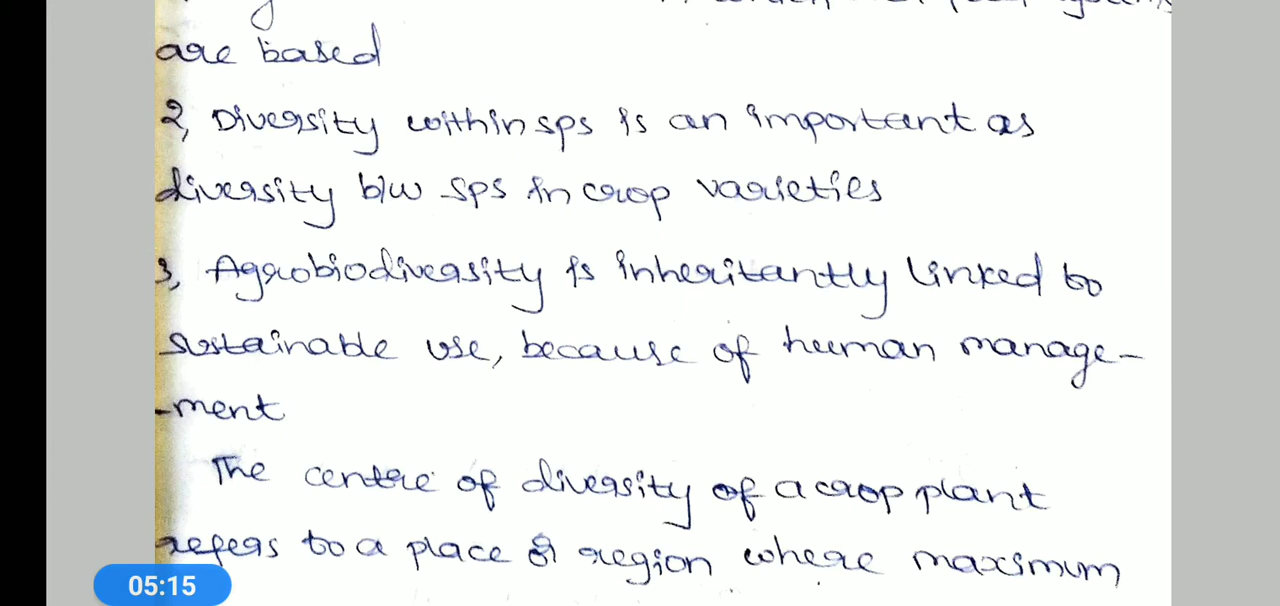 are based
2, Diversity within sps is an important as
diversity b/w sps in crop varieties
3, Agrobiodiversity is inheritantly linked to
sustainable use, because of human manage-
-ment
The centre of diversity of a crop plant
refers to a place or region where maximum
05:15